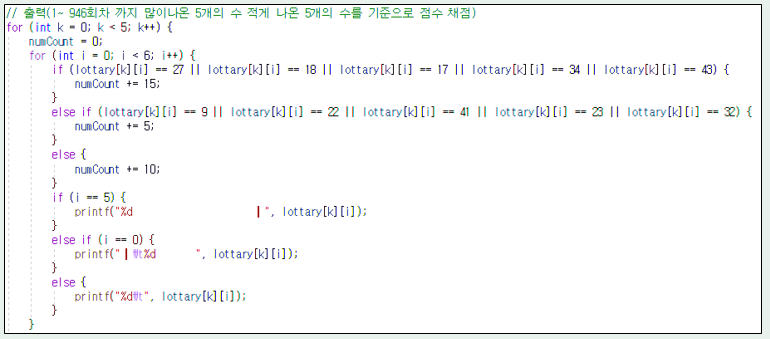 // 출력(1~ 946회차 까지 많이나온 5개의 수 적게 나온 5개의 수를 기준으로 점수 채점)
for (int k = 0; k < 5; k++) {
numCount = 0;
for (int i = 0; i < 6; i++) {
if (lottary[k][i] == 27 || lottary[k][i] == 18 || lottary[k][i] == 17 || lottary[k][i] == 34 || lottary[k][i] == 43) {
numCount += 15;
}
else if (lottary[k][i] == 9 || lottary[k][i] == 22 || lottary[k][i] == 41 || lottary[k][i] == 23 || lottary[k][i] == 32) {
numCount += 5;
}
else {
numCount += 10;
}
if (i == 5) {
printf("%d                    ┃", lottary[k][i]);
}
else if (i == 0) {
printf("┃₩t%d      ", lottary[k][i]);
}
else {
printf("%d₩t", lottary[k][i]);
}
}